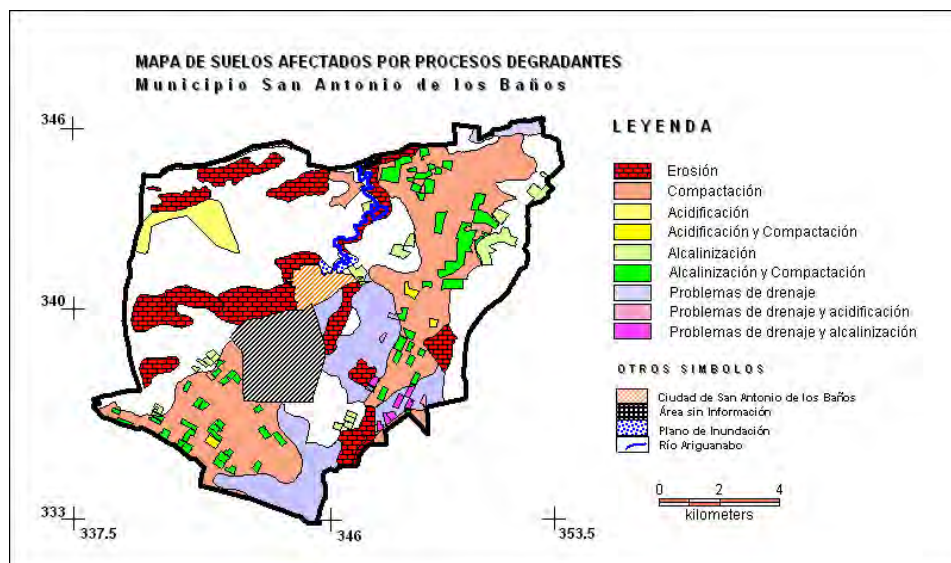 MAPA DE SUELOS AFECTADOS POR PROCESOS DEGRADANTES
Municipio San Antonio de los Baños
346
340
333
337.5
346
353.5
LEYENDA
Erosión
Compactación
Acidificación
Acidificación y Compactación
Alcalinización
Alcalinización y Compactación
Problemas de drenaje
Problemas de drenaje y acidificación
Problemas de drenaje y alcalinización
OTROS SIMBOLOS
Ciudad de San Antonio de los Baños
Área sin Información
Plano de Inundación
Río Ariguanabo
0 2 4
kilometers